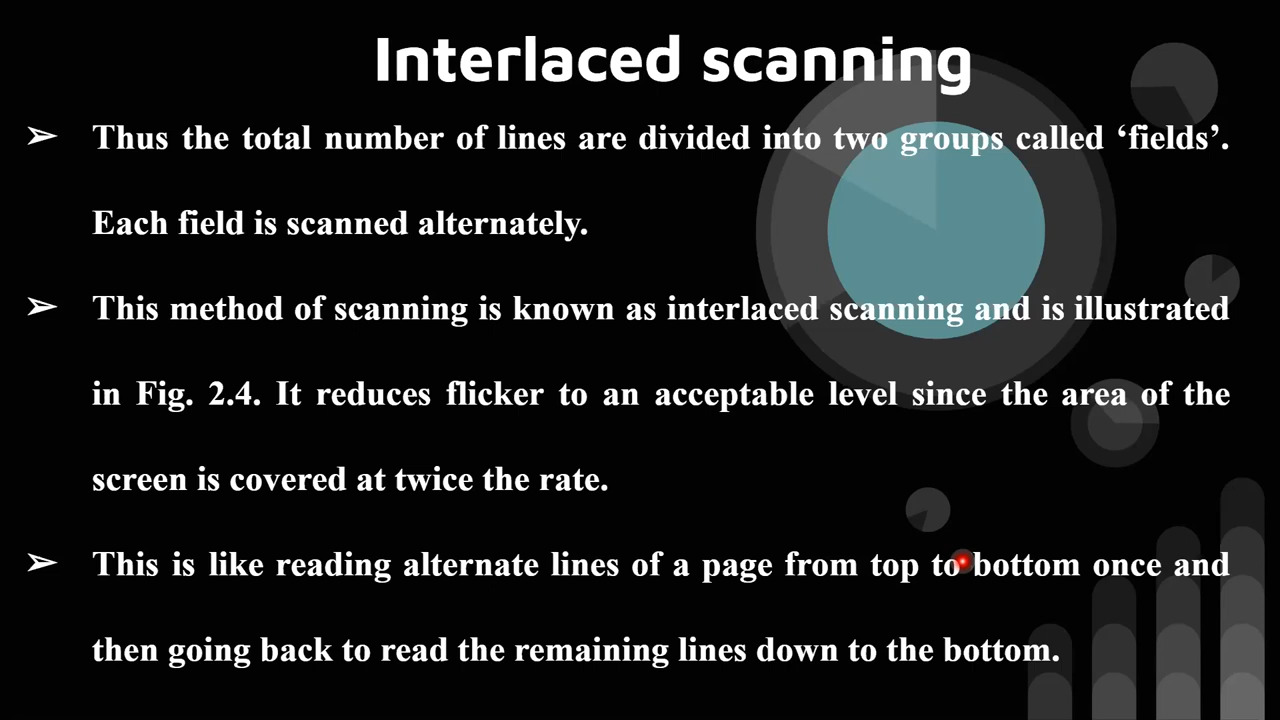 Interlaced scanning
➢ Thus the total number of lines are divided into two groups called ‘fields’.
Each field is scanned alternately.
➢ This method of scanning is known as interlaced scanning and is illustrated
in Fig. 2.4. It reduces flicker to an acceptable level since the area of the
screen is covered at twice the rate.
➢ This is like reading alternate lines of a page from top to bottom once and
then going back to read the remaining lines down to the bottom.